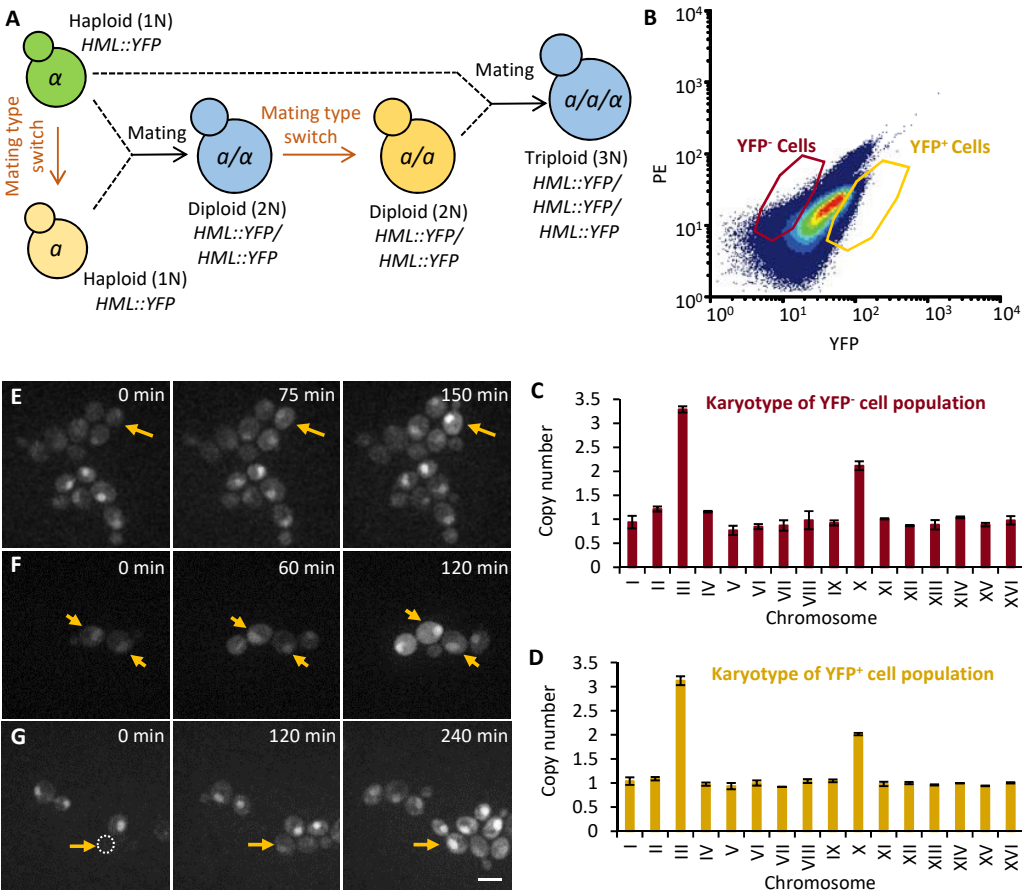 A
Haploid (1N)
HML::YFP
α
Mating type
switch
a
Haploid (1N)
HML::YFP
Mating
a/α
Diploid (2N)
HML::YFP/
HML::YFP
Mating type
switch
a/a
Diploid (2N)
HML::YFP/
HML::YFP
Mating
a/a/α
Triploid (3N)
HML::YFP/
HML::YFP/
HML::YFP
B
10⁴
10³
10²
10¹
10⁰
PE
YFP⁻ Cells
YFP⁺ Cells
10⁰ 10¹ 10² 10³ 10⁴
YFP
E
0 min
75 min
150 min
F
0 min
60 min
120 min
G
0 min
120 min
240 min
C
Karyotype of YFP⁻ cell population
Copy number
3.5
3
2.5
2
1.5
1
0.5
0
I II III IV V VI VII VIII IX X XI XII XIII XIV XV XVI
Chromosome
D
Karyotype of YFP⁺ cell population
Copy number
3.5
3
2.5
2
1.5
1
0.5
0
I II III IV V VI VII VIII IX X XI XII XIII XIV XV XVI
Chromosome